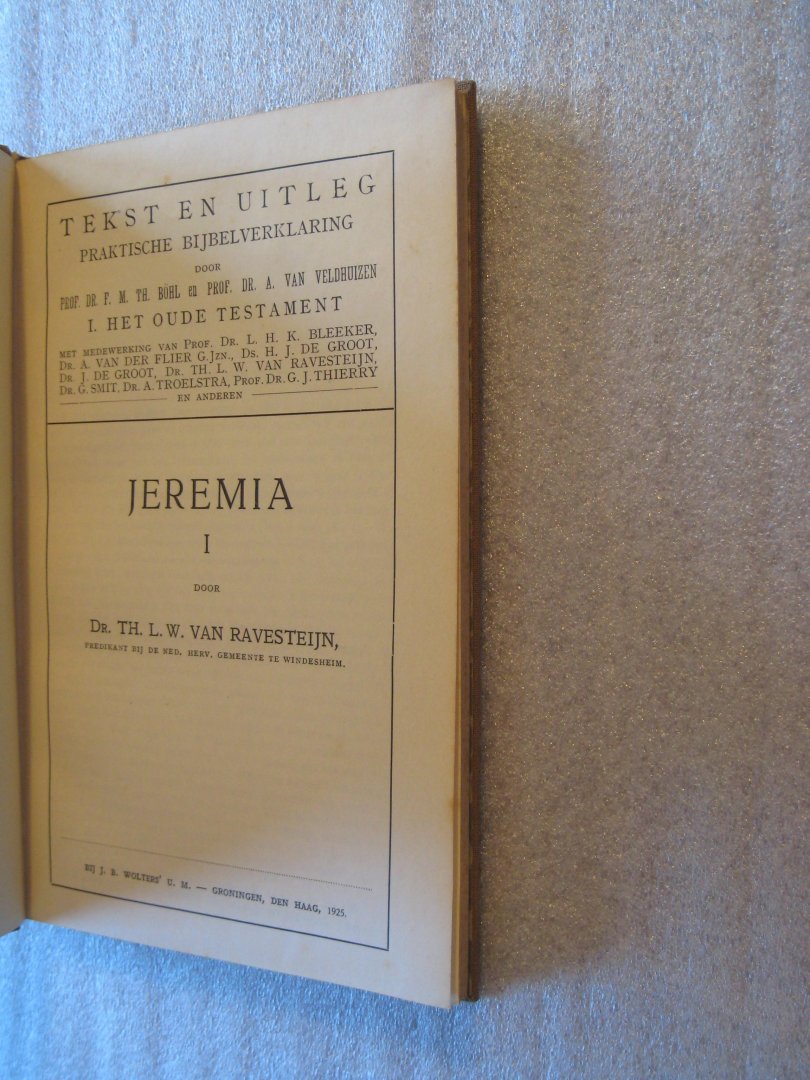 TEKST EN UITLEG
PRAKTISCHE BIJBELVERKLARING
DOOR
PROF. DR. F. M. TH. BÖHL en PROF. DR. A. VAN VELDHUIZEN
I. HET OUDE TESTAMENT
MET MEDEWERKING VAN PROF. DR. L. H. K. BLEEKER,
DR. A. VAN DER FLIER G.JZN., DS. H. J. DE GROOT,
DR. J. DE GROOT, DR. TH. L. W. VAN RAVESTEIJN,
DR. G. SMIT, DR. A. TROELSTRA, PROF. DR. G. J. THIERRY
EN ANDEREN
JEREMIA
I
DOOR
DR. TH. L. W. VAN RAVESTEIJN,
PREDIKANT BIJ DE NED. HERV. GEMEENTE TE WINDESHEIM.
BIJ J. B. WOLTERS' U. M. — GRONINGEN, DEN HAAG, 1925.